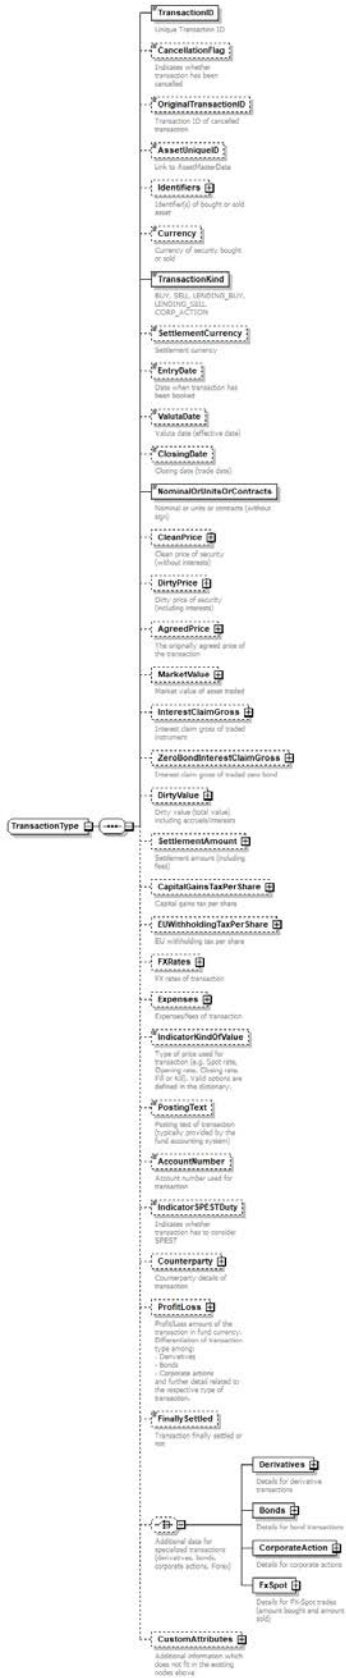 TransactionID
Unique Transaction ID
CancellationFlag
Indicates whether
transaction has been
cancelled
OriginalTransactionID
Transaction ID of cancelled
transaction
AssetUniqueID
Link to AssetMasterData
Identifiers
Identifier(s) of bought or sold
asset
Currency
Currency of security bought
or sold
TransactionKind
BUY, SELL, LENDING_BUY,
LENDING_SELL,
CORP_ACTION
SettlementCurrency
Settlement currency
EntryDate
Date when transaction has
been booked
ValutaDate
Valuta date (effective date)
ClosingDate
Closing date (trade date)
NominalOrUnitsOrContracts
Nominal or units or contracts (without
sign)
CleanPrice
Clean price of security
(without interests)
DirtyPrice
Dirty price of security
(including interests)
AgreedPrice
The originally agreed price of
the transaction
MarketValue
Market value of asset traded
InterestClaimGross
Interest claim gross of traded
instrument
ZeroBondInterestClaimGross
Interest claim gross of traded zero bond
DirtyValue
Dirty value (total value)
including accruals/interests
TransactionType
SettlementAmount
Settlement amount (including
fees)
CapitalGainsTaxPerShare
Capital gains tax per share
EUWithholdingTaxPerShare
EU withholding tax per share
FXRates
FX rates of transaction
Expenses
Expenses/fees of transaction
IndicatorKindOfValue
Type of price used for
transaction (e.g. Spot rate,
Opening rate, Closing rate,
Fill or Kill). Valid options are
defined in the dictionary.
PostingText
Posting text of transaction
(typically provided by the
fund accounting system)
AccountNumber
Account number used for
transaction
IndicatorSPESTDuty
Indicates whether
transaction has to consider
SPEST
Counterparty
Counterparty details of
transaction
ProfitLoss
Profit/Loss amount of the
transaction in fund currency.
Differentiation of transaction
type among:
- Derivatives
- Bonds
- Corporate actions
and further detail related to
the respective type of
transaction.
FinallySettled
Transaction finally settled or
not
Derivatives
Details for derivative
transactions
Bonds
Details for bond transactions
CorporateAction
Details for corporate actions
FxSpot
Details for FX-Spot trades
(amount bought and amount
sold)
Additional data for
specialized transactions
(derivatives, bonds,
corporate actions, Forex)
CustomAttributes
Additional information which
does not fit in the existing
nodes above